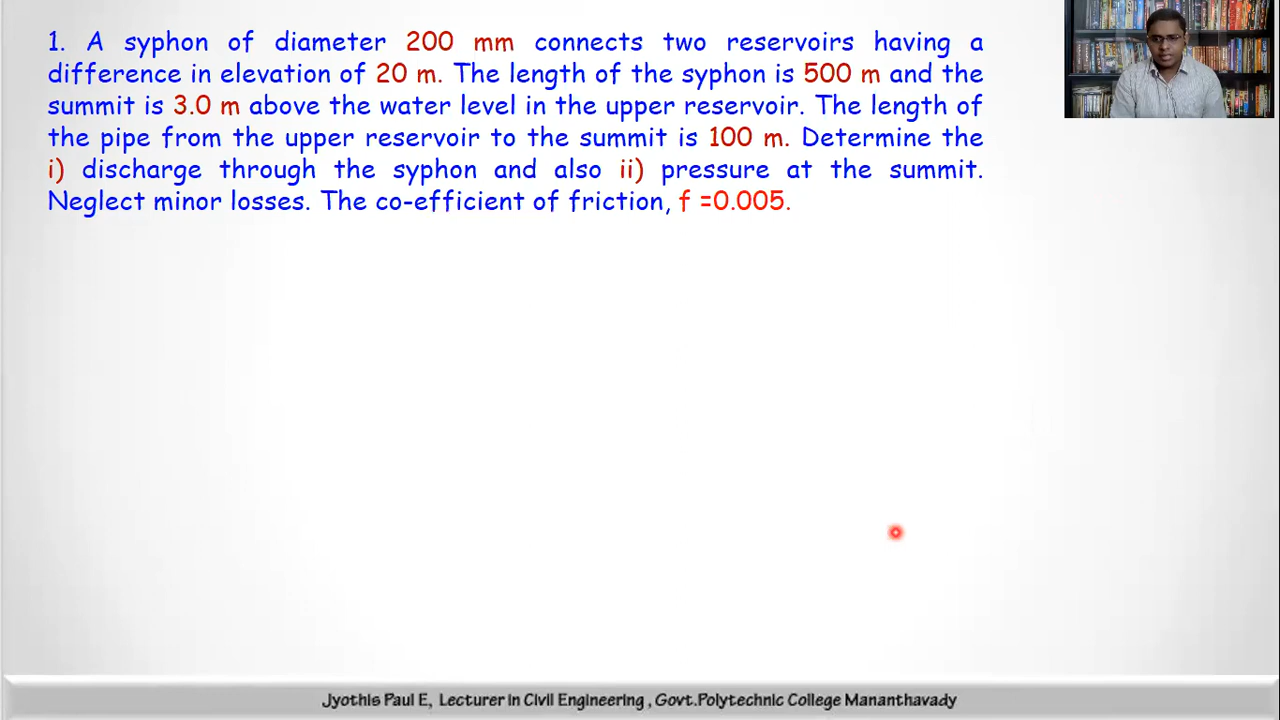 1. A syphon of diameter 200 mm connects two reservoirs having a
difference in elevation of 20 m. The length of the syphon is 500 m and the
summit is 3.0 m above the water level in the upper reservoir. The length of
the pipe from the upper reservoir to the summit is 100 m. Determine the
i) discharge through the syphon and also ii) pressure at the summit.
Neglect minor losses. The co-efficient of friction, f =0.005.
Jyothis Paul E, Lecturer in Civil Engineering , Govt.Polytechnic College Mananthavady